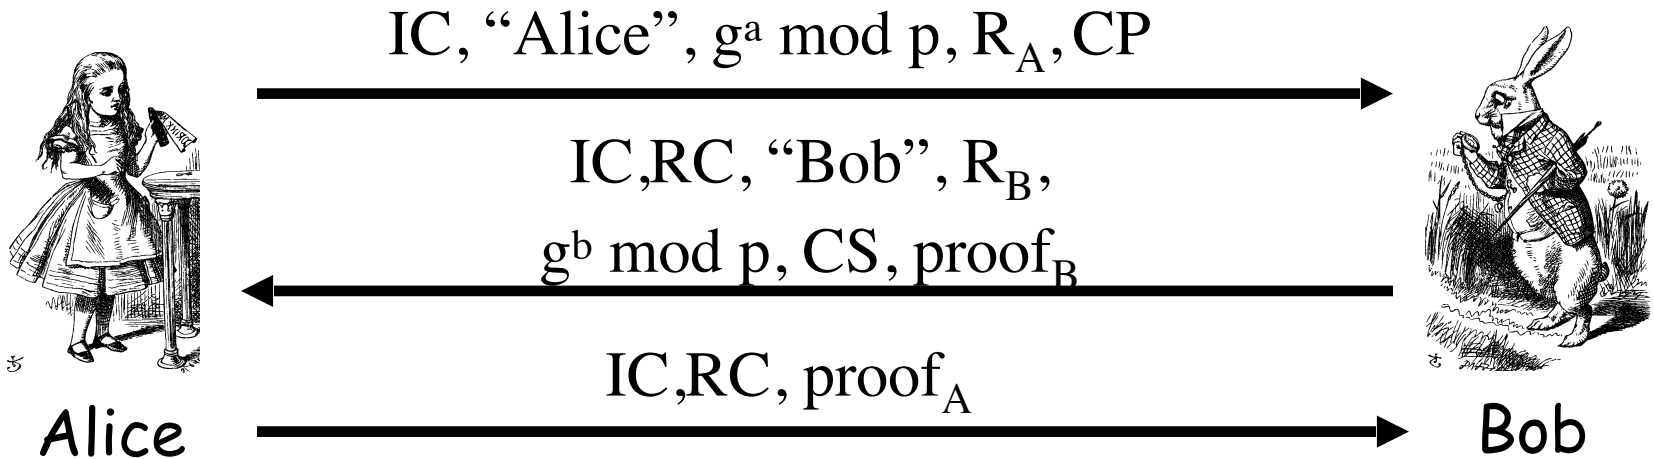 IC, “Alice”, gᵃ mod p, R_A, CP
IC,RC, “Bob”, R_B,
gᵇ mod p, CS, proof_B
IC,RC, proof_A
Alice
Bob